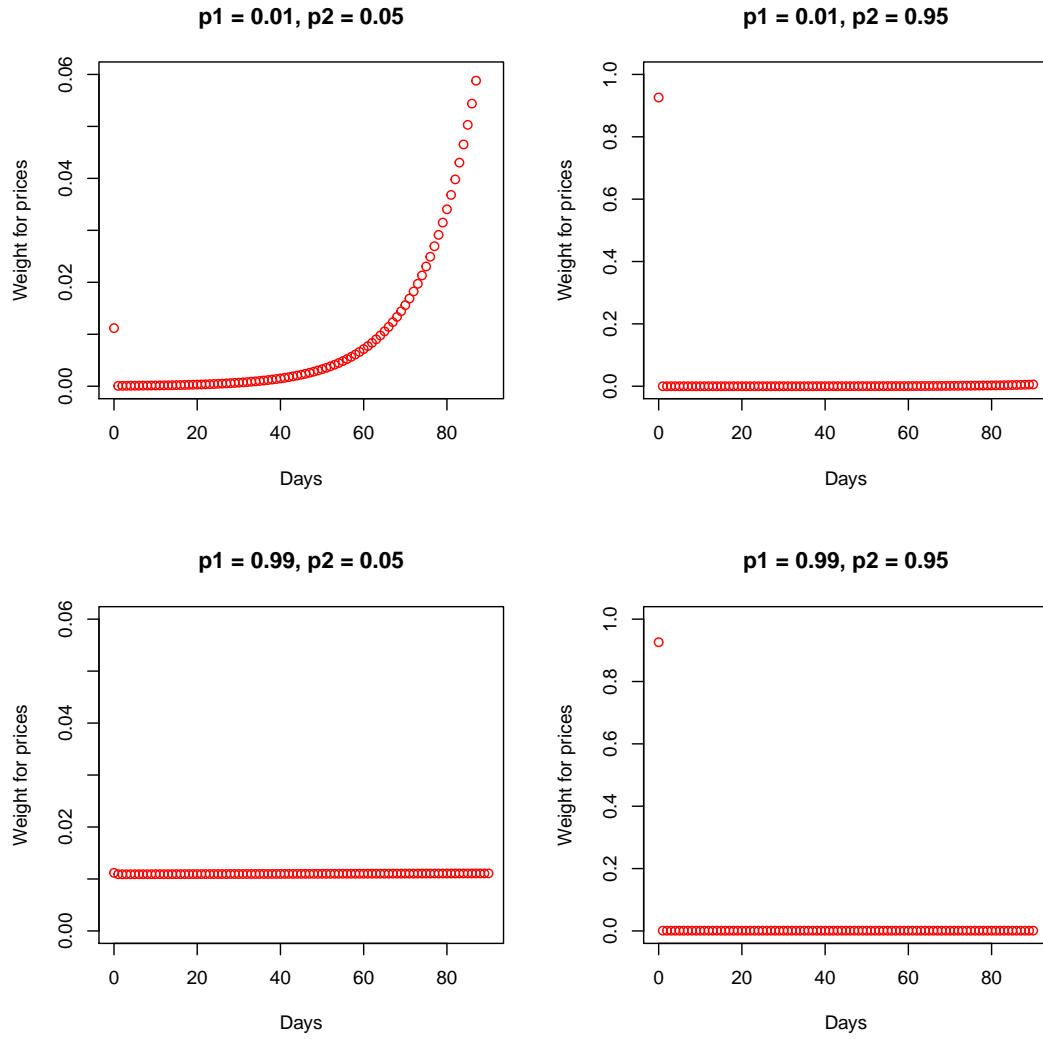 p1 = 0.01, p2 = 0.05
Weight for prices
0.06
0.04
0.02
0.00
0 20 40 60 80
Days
p1 = 0.01, p2 = 0.95
Weight for prices
1.0
0.8
0.6
0.4
0.2
0.0
0 20 40 60 80
Days
p1 = 0.99, p2 = 0.05
Weight for prices
0.06
0.04
0.02
0.00
0 20 40 60 80
Days
p1 = 0.99, p2 = 0.95
Weight for prices
1.0
0.8
0.6
0.4
0.2
0.0
0 20 40 60 80
Days